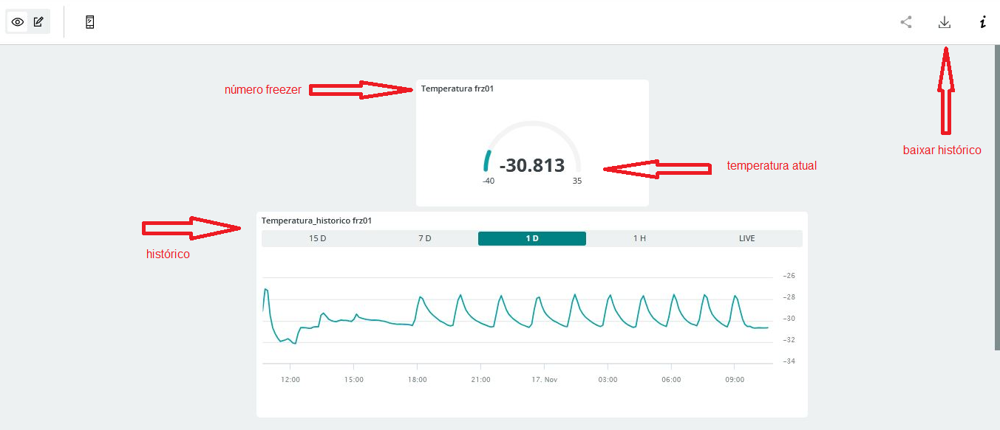 número freezer
Temperatura frz01
-30.813
-40
35
temperatura atual
baixar histórico
histórico
Temperatura_historico frz01
15 D
7 D
1 D
1 H
LIVE
−26
−28
−30
−32
−34
12:00
15:00
18:00
21:00
17. Nov
03:00
06:00
09:00